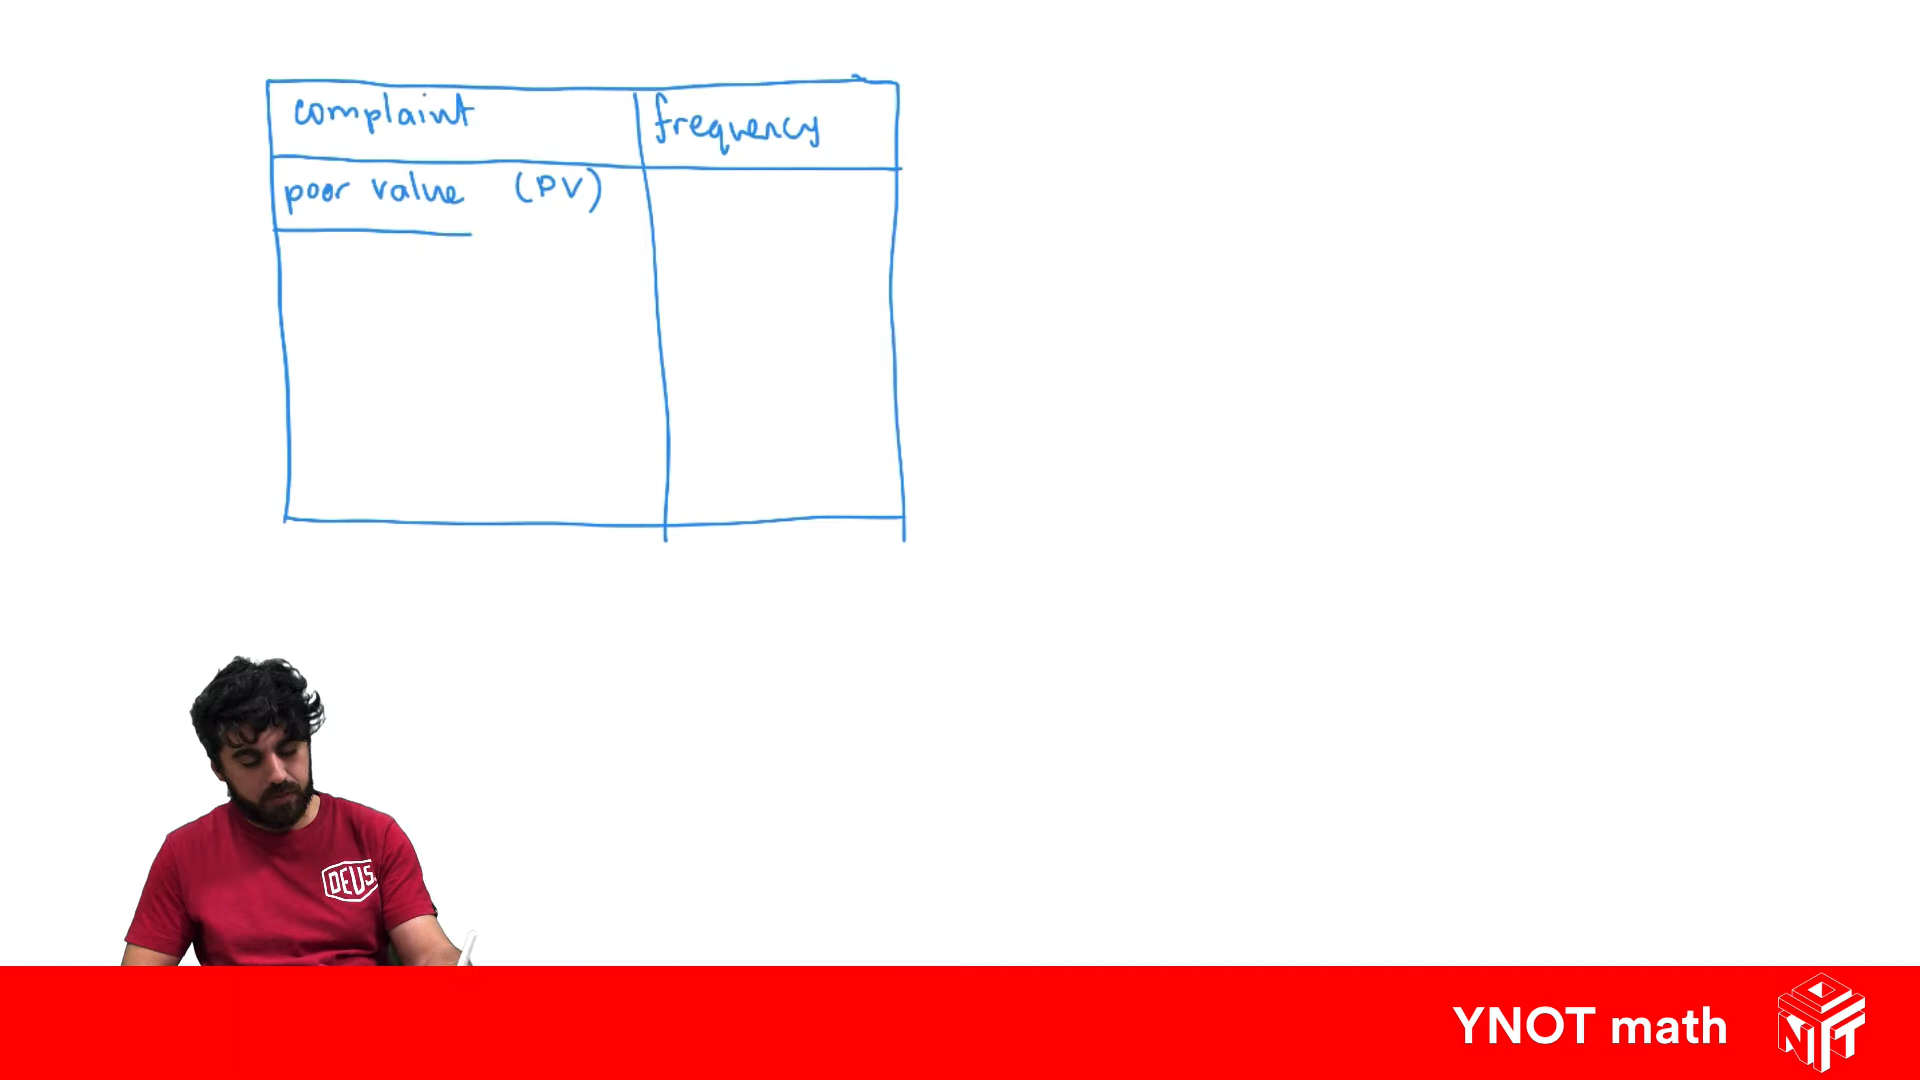 complaint frequency
poor value (PV)
DEUS
YNOT math